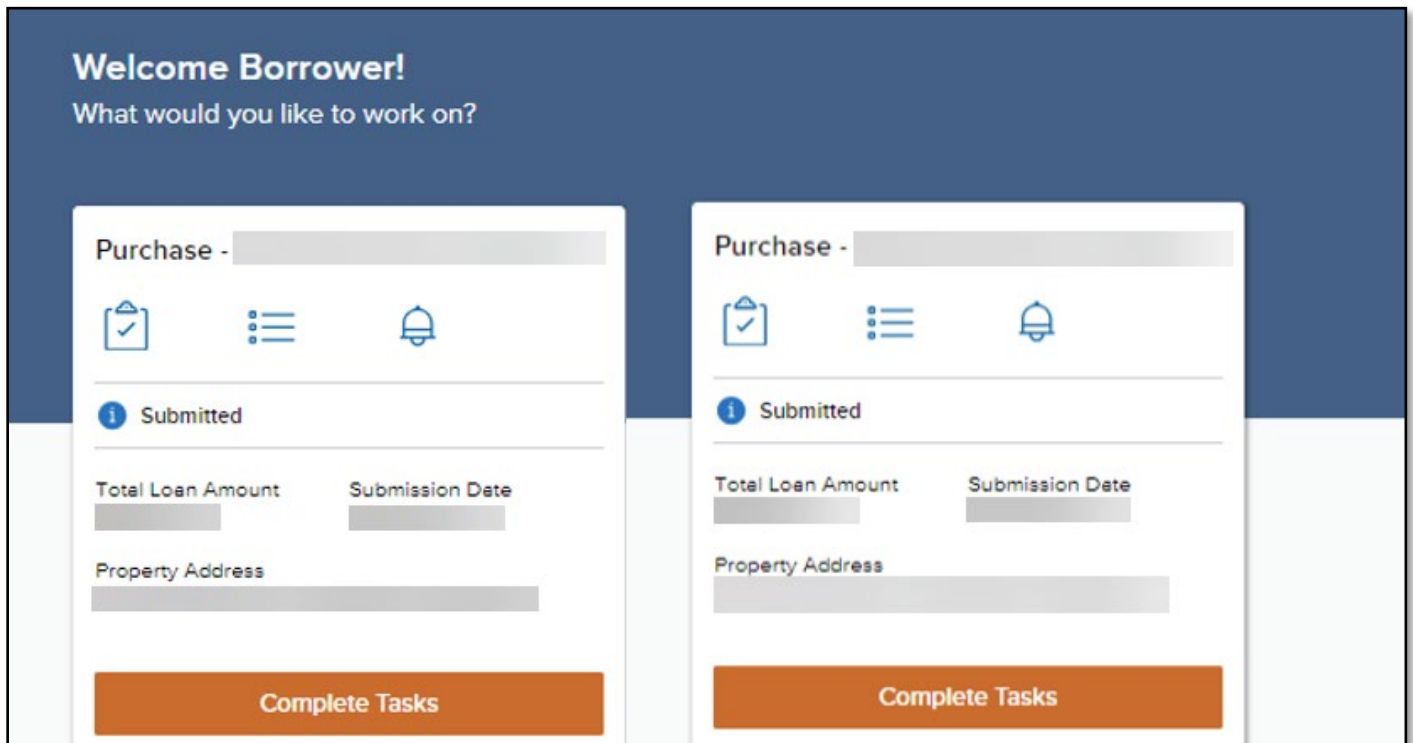 Welcome Borrower!
What would you like to work on?
Purchase -
Submitted
Total Loan Amount Submission Date
Property Address
Complete Tasks
Purchase -
Submitted
Total Loan Amount Submission Date
Property Address
Complete Tasks